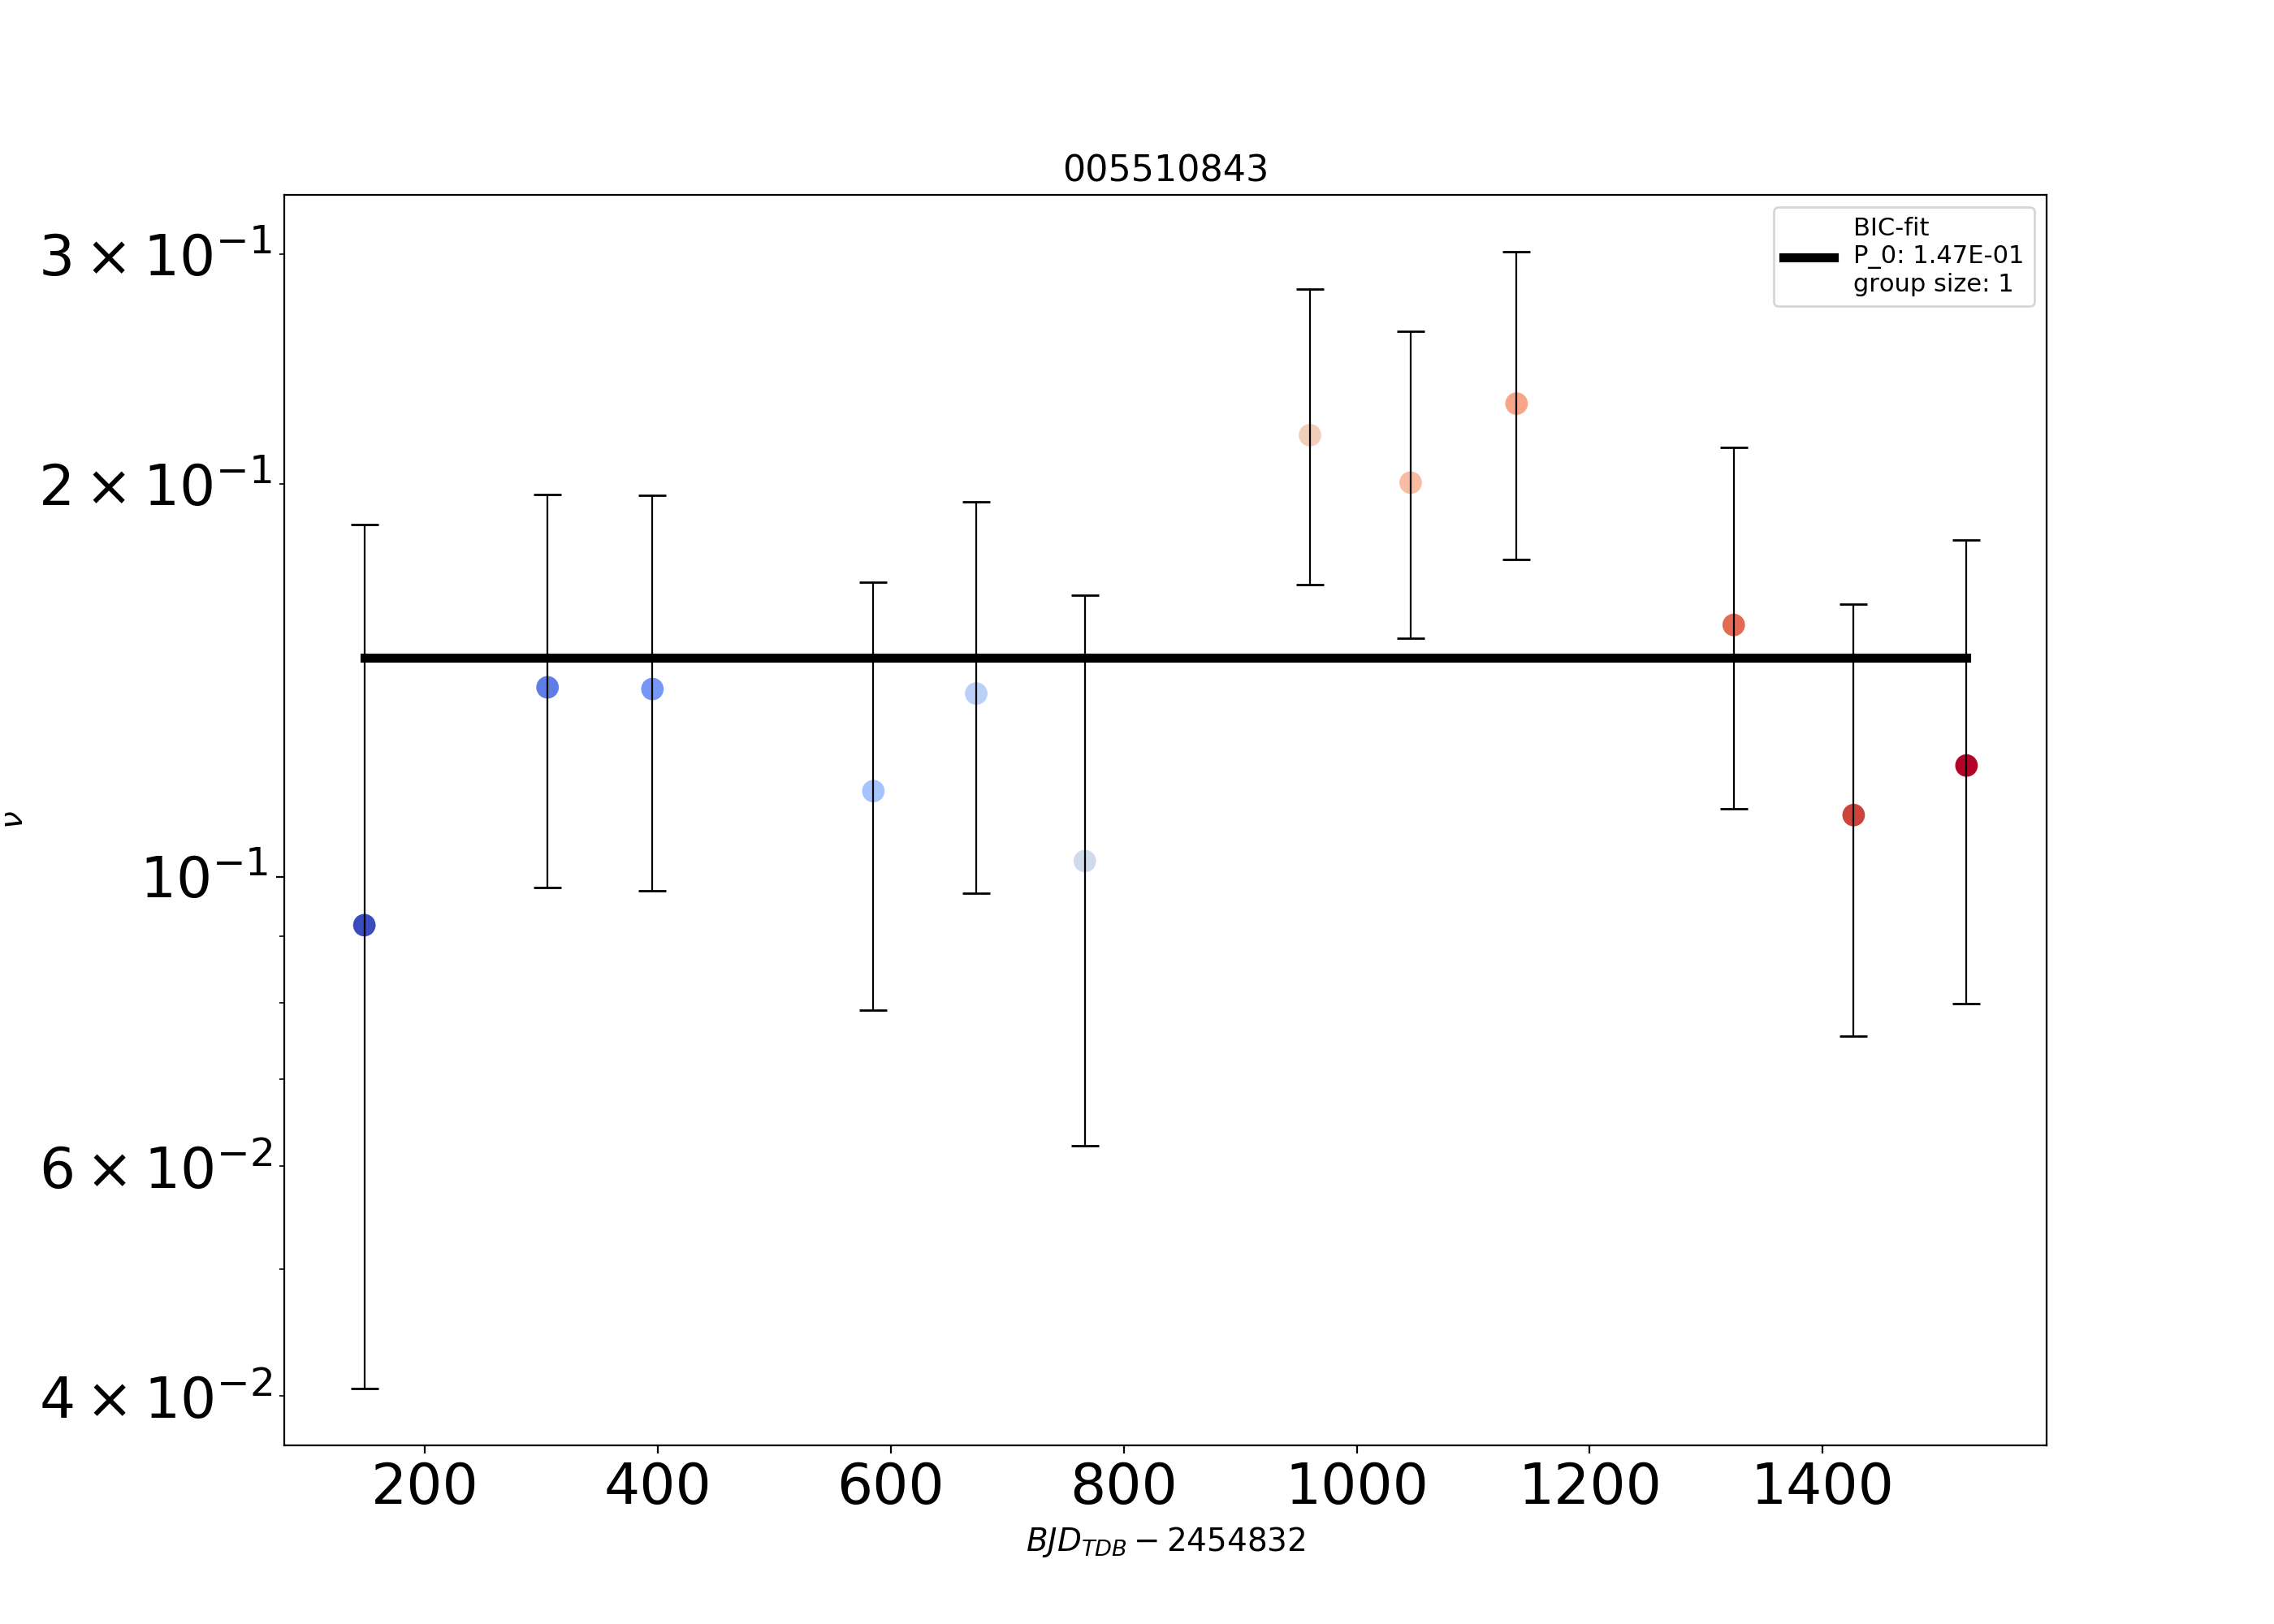 005510843
BIC-fit
P_0: 1.47E-01
group size: 1
3 × 10⁻¹
2 × 10⁻¹
10⁻¹
6 × 10⁻²
4 × 10⁻²
ν
200 400 600 800 1000 1200 1400
BJD_TDB − 2454832